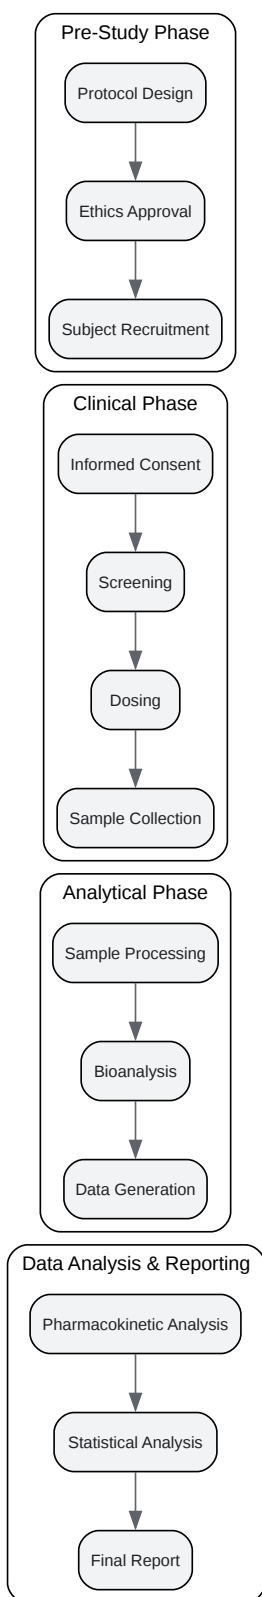 Pre-Study Phase
Protocol Design
Ethics Approval
Subject Recruitment
Clinical Phase
Informed Consent
Screening
Dosing
Sample Collection
Analytical Phase
Sample Processing
Bioanalysis
Data Generation
Data Analysis & Reporting
Pharmacokinetic Analysis
Statistical Analysis
Final Report